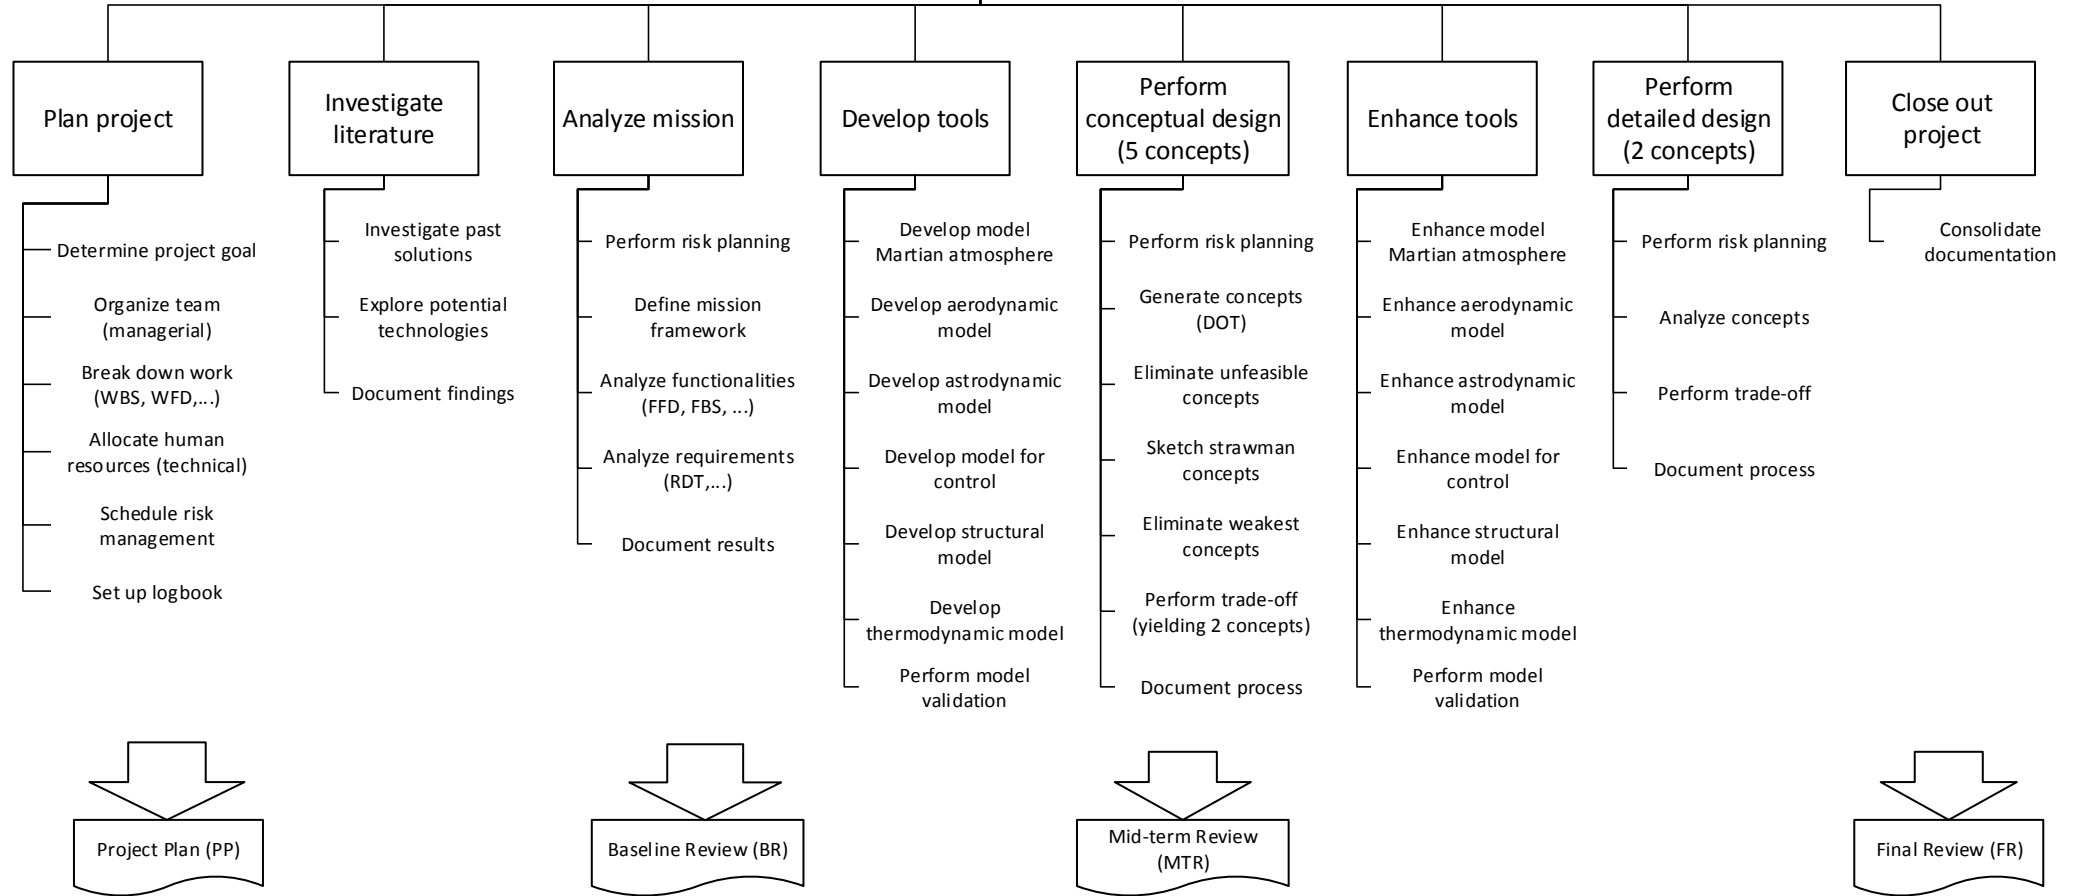 Plan project
Investigate
literature
Analyze mission
Develop tools
Perform
conceptual design
(5 concepts)
Enhance tools
Perform
detailed design
(2 concepts)
Close out
project
Determine project goal
Organize team
(managerial)
Break down work
(WBS, WFD,...)
Allocate human
resources (technical)
Schedule risk
management
Set up logbook
Investigate past
solutions
Explore potential
technologies
Document findings
Perform risk planning
Define mission
framework
Analyze functionalities
(FFD, FBS, ...)
Analyze requirements
(RDT,...)
Document results
Develop model
Martian atmosphere
Develop aerodynamic
model
Develop astrodynamic
model
Develop model for
control
Develop structural
model
Develop
thermodynamic model
Perform model
validation
Perform risk planning
Generate concepts
(DOT)
Eliminate unfeasible
concepts
Sketch strawman
concepts
Eliminate weakest
concepts
Perform trade-off
(yielding 2 concepts)
Document process
Enhance model
Martian atmosphere
Enhance aerodynamic
model
Enhance astrodynamic
model
Enhance model for
control
Enhance structural
model
Enhance
thermodynamic model
Perform model
validation
Perform risk planning
Analyze concepts
Perform trade-off
Document process
Consolidate
documentation
Project Plan (PP)
Baseline Review (BR)
Mid-term Review
(MTR)
Final Review (FR)